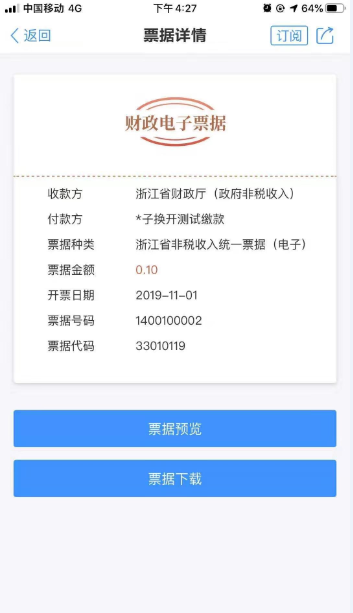 中国移动 4G 下午 4:27 64%
返回 票据详情 订阅
财政电子票据
收款方 浙江省财政厅（政府非税收入）
付款方 *子换开测试缴款
票据种类 浙江省非税收入统一票据（电子）
票据金额 0.10
开票日期 2019-11-01
票据号码 1400100002
票据代码 33010119
票据预览
票据下载